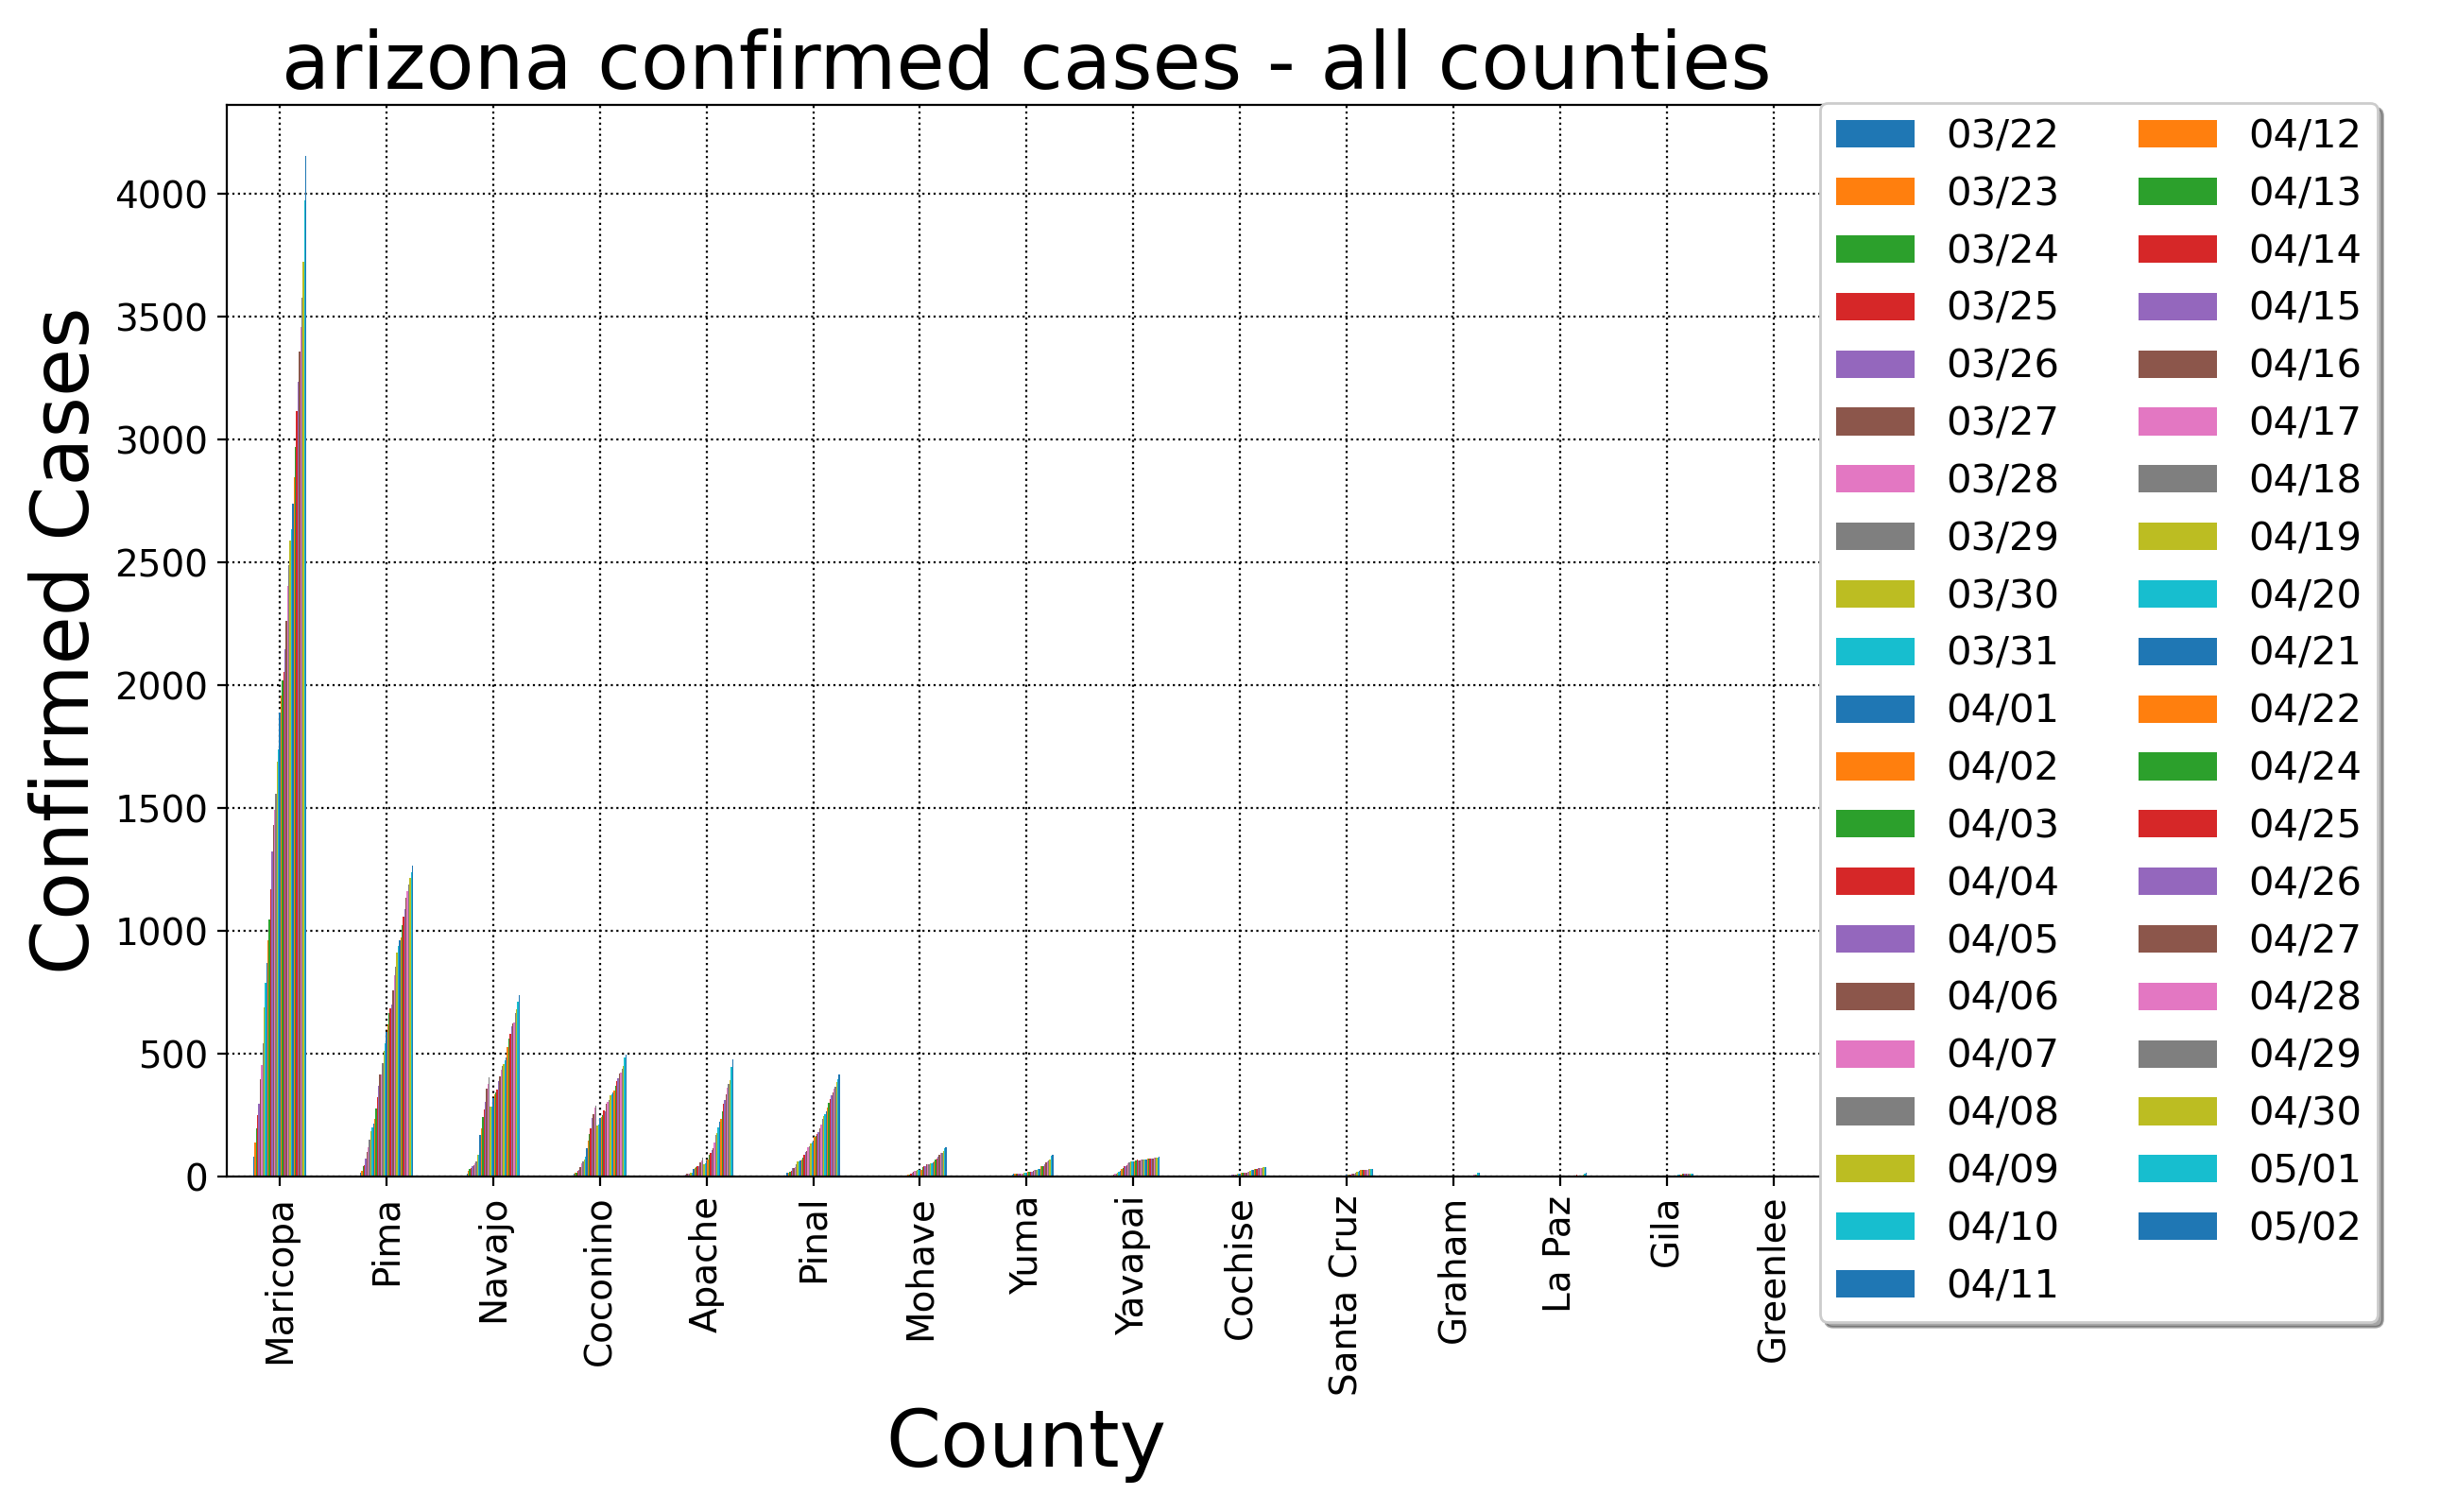 arizona confirmed cases - all counties
Confirmed Cases
4000
3500
3000
2500
2000
1500
1000
500
0
Maricopa
Pima
Navajo
Coconino
Apache
Pinal
Mohave
Yuma
Yavapai
Cochise
Santa Cruz
Graham
La Paz
Gila
Greenlee
County
03/22
03/23
03/24
03/25
03/26
03/27
03/28
03/29
03/30
03/31
04/01
04/02
04/03
04/04
04/05
04/06
04/07
04/08
04/09
04/10
04/11
04/12
04/13
04/14
04/15
04/16
04/17
04/18
04/19
04/20
04/21
04/22
04/24
04/25
04/26
04/27
04/28
04/29
04/30
05/01
05/02